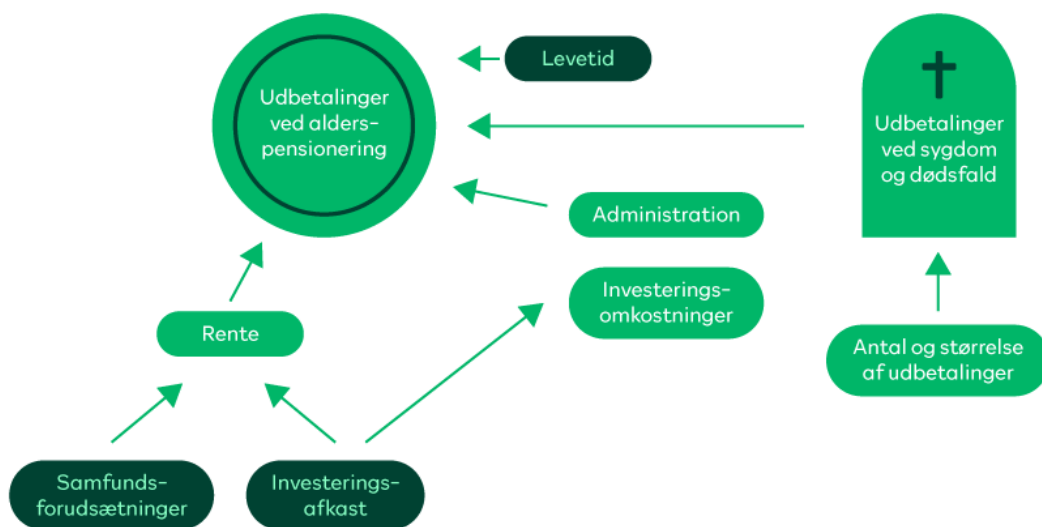 Levetid
Udbetalinger
ved alders-
pensionering
Udbetalinger
ved sygdom
og dødsfald
Administration
Investerings-
omkostninger
Rente
Antal og størrelse
af udbetalinger
Samfunds-
forudsætninger
Investerings-
afkast